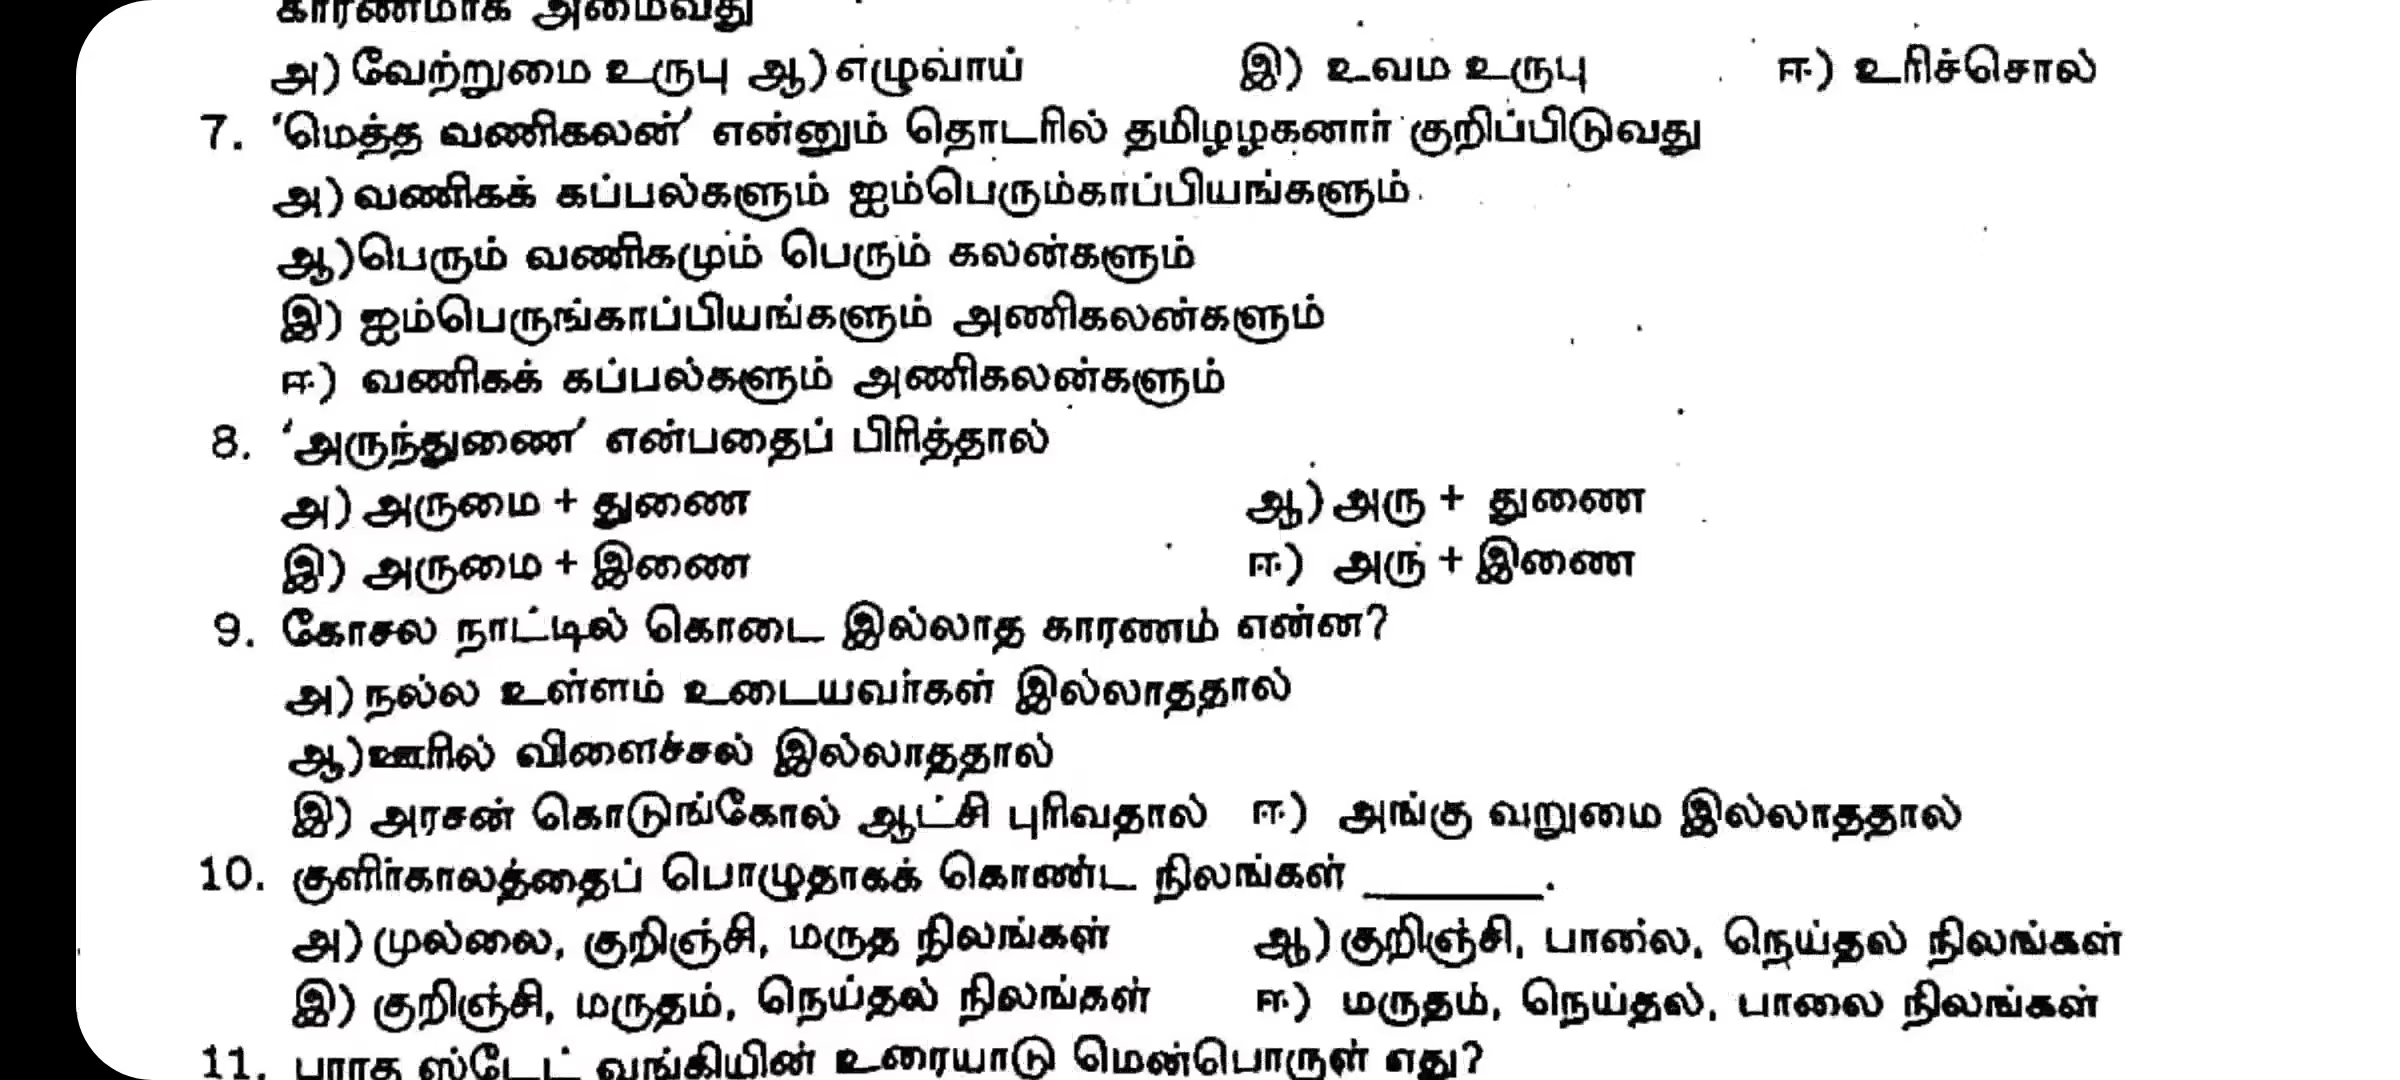 காரணமாக அமைவது
அ) வேற்றுமை உருபு ஆ) எழுவாய் இ) உவம உருபு ஈ) உரிச்சொல்
7. 'மெத்த வணிகலன்' என்னும் தொடரில் தமிழழகனார் குறிப்பிடுவது
அ) வணிகக் கப்பல்களும் ஐம்பெரும்காப்பியங்களும்.
ஆ) பெரும் வணிகமும் பெரும் கலன்களும்
இ) ஐம்பெருங்காப்பியங்களும் அணிகலன்களும்
ஈ) வணிகக் கப்பல்களும் அணிகலன்களும்
8. 'அருந்துணை' என்பதைப் பிரித்தால்
அ) அருமை + துணை ஆ) அரு + துணை
இ) அருமை + இணை ஈ) அரு + இணை
9. கோசல நாட்டில் கொடை இல்லாத காரணம் என்ன?
அ) நல்ல உள்ளம் உடையவர்கள் இல்லாததால்
ஆ) ஊரில் விளைச்சல் இல்லாததால்
இ) அரசன் கொடுங்கோல் ஆட்சி புரிவதால் ஈ) அங்கு வறுமை இல்லாததால்
10. குளிர்காலத்தைப் பொழுதாகக் கொண்ட நிலங்கள் ________.
அ) முல்லை, குறிஞ்சி, மருத நிலங்கள் ஆ) குறிஞ்சி, பாலை, நெய்தல் நிலங்கள்
இ) குறிஞ்சி, மருதம், நெய்தல் நிலங்கள் ஈ) மருதம், நெய்தல், பாலை நிலங்கள்
11. பாரத ஸ்டேட் வங்கியின் உரையாடு மென்பொருள் எது?